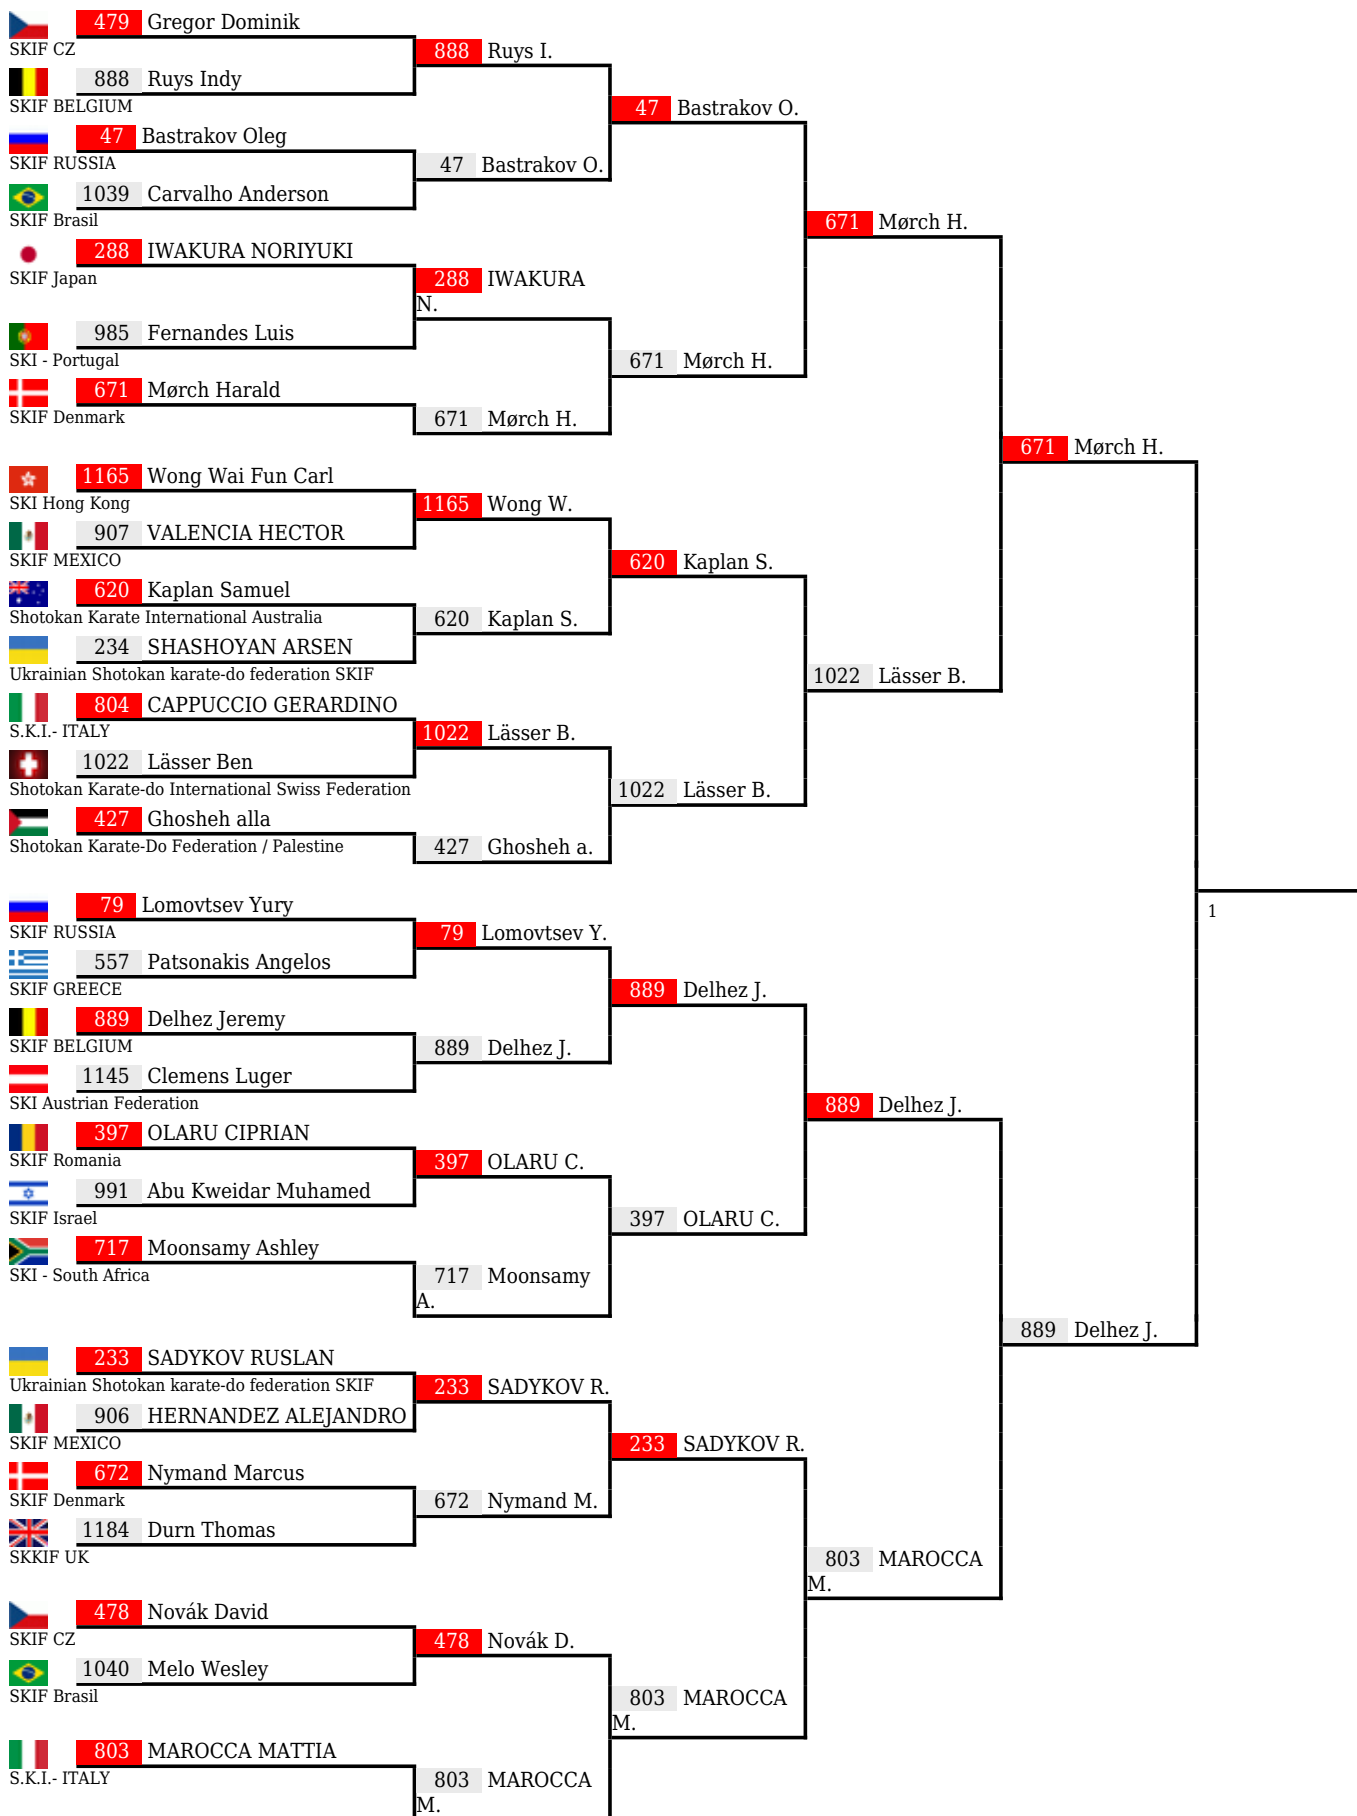 479 Gregor Dominik
SKIF CZ
888 Ruys I.
888 Ruys Indy
SKIF BELGIUM
47 Bastrakov O.
47 Bastrakov Oleg
SKIF RUSSIA
47 Bastrakov O.
1039 Carvalho Anderson
SKIF Brasil
671 Mørch H.
288 IWAKURA NORIYUKI
SKIF Japan
288 IWAKURA
N.
985 Fernandes Luis
SKI - Portugal
671 Mørch H.
671 Mørch Harald
SKIF Denmark
671 Mørch H.
671 Mørch H.
1165 Wong Wai Fun Carl
SKI Hong Kong
1165 Wong W.
907 VALENCIA HECTOR
SKIF MEXICO
620 Kaplan S.
620 Kaplan Samuel
Shotokan Karate International Australia
620 Kaplan S.
234 SHASHOYAN ARSEN
Ukrainian Shotokan karate-do federation SKIF
1022 Lässer B.
804 CAPPUCCIO GERARDINO
S.K.I.- ITALY
1022 Lässer B.
1022 Lässer Ben
Shotokan Karate-do International Swiss Federation
1022 Lässer B.
427 Ghosheh alla
Shotokan Karate-Do Federation / Palestine
427 Ghosheh a.
79 Lomovtsev Yury
1
SKIF RUSSIA
79 Lomovtsev Y.
557 Patsonakis Angelos
SKIF GREECE
889 Delhez J.
889 Delhez Jeremy
SKIF BELGIUM
889 Delhez J.
1145 Clemens Luger
SKI Austrian Federation
889 Delhez J.
397 OLARU CIPRIAN
SKIF Romania
397 OLARU C.
991 Abu Kweidar Muhamed
SKIF Israel
397 OLARU C.
717 Moonsamy Ashley
SKI - South Africa
717 Moonsamy
A.
889 Delhez J.
233 SADYKOV RUSLAN
Ukrainian Shotokan karate-do federation SKIF
233 SADYKOV R.
906 HERNANDEZ ALEJANDRO
SKIF MEXICO
233 SADYKOV R.
672 Nymand Marcus
SKIF Denmark
672 Nymand M.
1184 Durn Thomas
SKKIF UK
803 MAROCCA
M.
478 Novák David
SKIF CZ
478 Novák D.
1040 Melo Wesley
SKIF Brasil
803 MAROCCA
M.
803 MAROCCA MATTIA
S.K.I.- ITALY
803 MAROCCA
M.